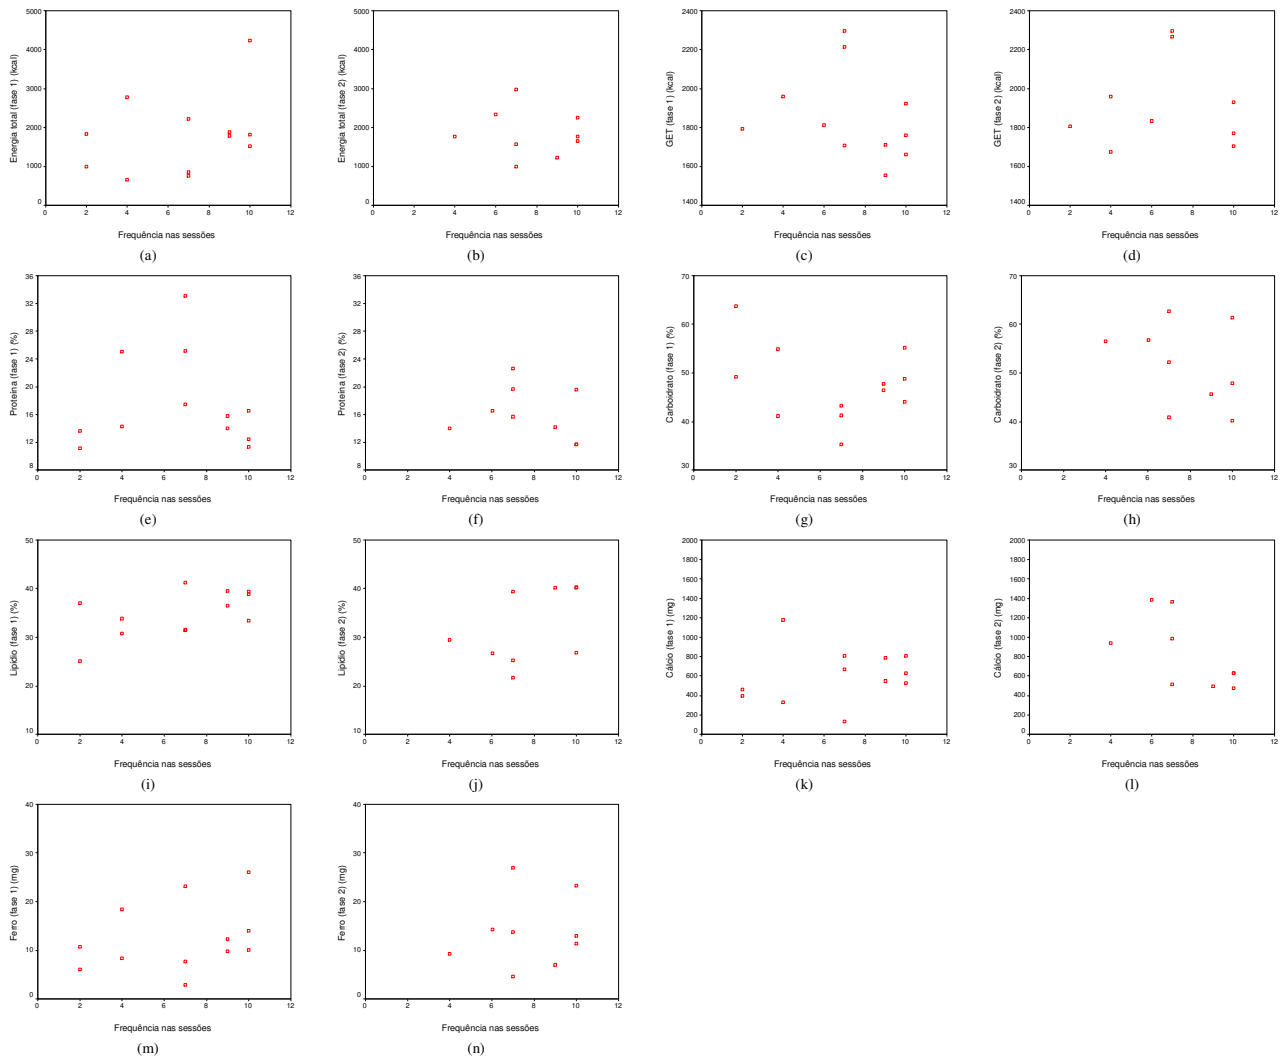 Energia total (fase 1) (kcal)
5000
4000
3000
2000
1000
0
0 2 4 6 8 10 12
Frequência nas sessões
(a)
Energia total (fase 2) (kcal)
5000
4000
3000
2000
1000
0
0 2 4 6 8 10 12
Frequência nas sessões
(b)
GET (fase 1) (kcal)
2400
2200
2000
1800
1600
1400
0 2 4 6 8 10 12
Frequência nas sessões
(c)
GET (fase 2) (kcal)
2400
2200
2000
1800
1600
1400
0 2 4 6 8 10 12
Frequência nas sessões
(d)
Proteína (fase 1) (%)
36
32
28
24
20
16
12
8
0 2 4 6 8 10 12
Frequência nas sessões
(e)
Proteína (fase 2) (%)
36
32
28
24
20
16
12
8
0 2 4 6 8 10 12
Frequência nas sessões
(f)
Carboidrato (fase 1) (%)
70
60
50
40
30
0 2 4 6 8 10 12
Frequência nas sessões
(g)
Carboidrato (fase 2) (%)
70
60
50
40
30
0 2 4 6 8 10 12
Frequência nas sessões
(h)
Lipídio (fase 1) (%)
50
40
30
20
10
0 2 4 6 8 10 12
Frequência nas sessões
(i)
Lipídio (fase 2) (%)
50
40
30
20
10
0 2 4 6 8 10 12
Frequência nas sessões
(j)
Cálcio (fase 1) (mg)
2000
1800
1600
1400
1200
1000
800
600
400
200
0
0 2 4 6 8 10 12
Frequência nas sessões
(k)
Cálcio (fase 2) (mg)
2000
1800
1600
1400
1200
1000
800
600
400
200
0
0 2 4 6 8 10 12
Frequência nas sessões
(l)
Ferro (fase 1) (mg)
40
30
20
10
0
0 2 4 6 8 10 12
Frequência nas sessões
(m)
Ferro (fase 2) (mg)
40
30
20
10
0
0 2 4 6 8 10 12
Frequência nas sessões
(n)